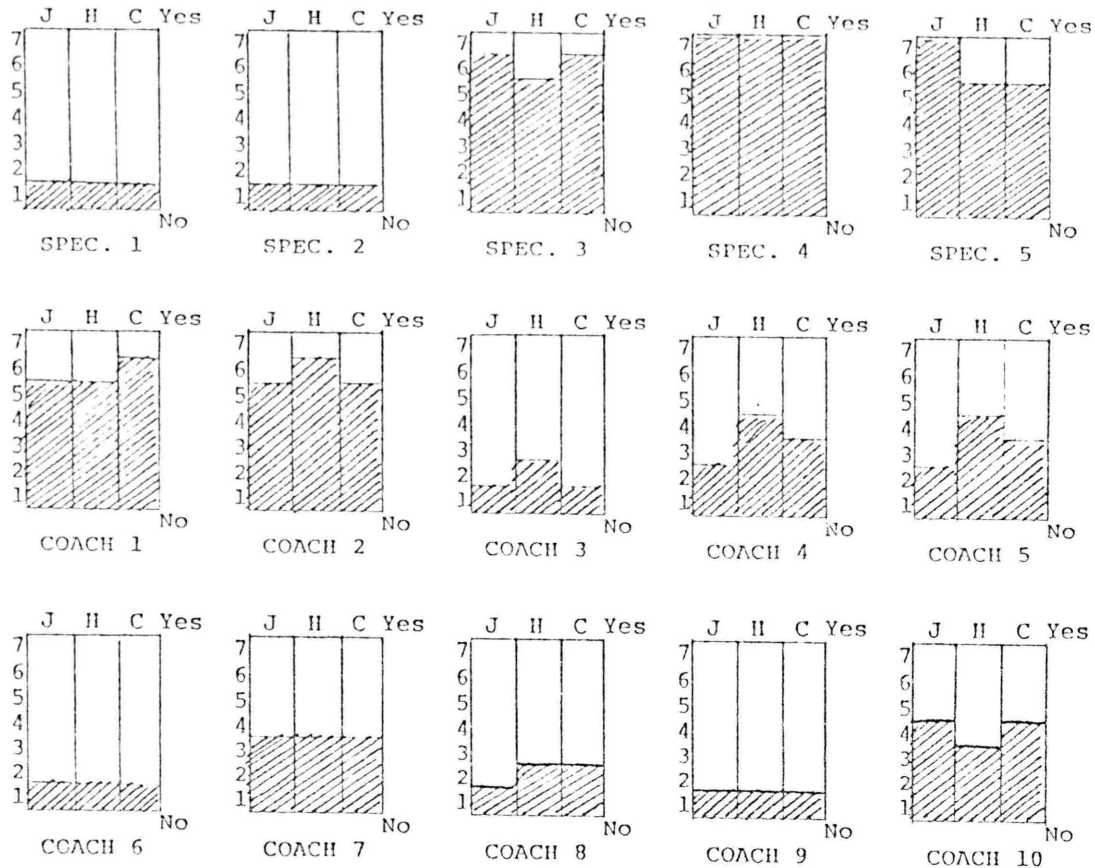 J H C Yes J H C Yes J H C Yes J H C Yes J H C Yes
7 7 7 7 7
6 6 6 6 6
5 5 5 5 5
4 4 4 4 4
3 3 3 3 3
2 2 2 2 2
1 1 1 1 1
No No No No No
SPEC. 1 SPEC. 2 SPEC. 3 SPEC. 4 SPEC. 5
J H C Yes J H C Yes J H C Yes J H C Yes J H C Yes
7 7 7 7 7
6 6 6 6 6
5 5 5 5 5
4 4 4 4 4
3 3 3 3 3
2 2 2 2 2
1 1 1 1 1
No No No No No
COACH 1 COACH 2 COACH 3 COACH 4 COACH 5
J H C Yes J H C Yes J H C Yes J H C Yes J H C Yes
7 7 7 7 7
6 6 6 6 6
5 5 5 5 5
4 4 4 4 4
3 3 3 3 3
2 2 2 2 2
1 1 1 1 1
No No No No No
COACH 6 COACH 7 COACH 8 COACH 9 COACH 10